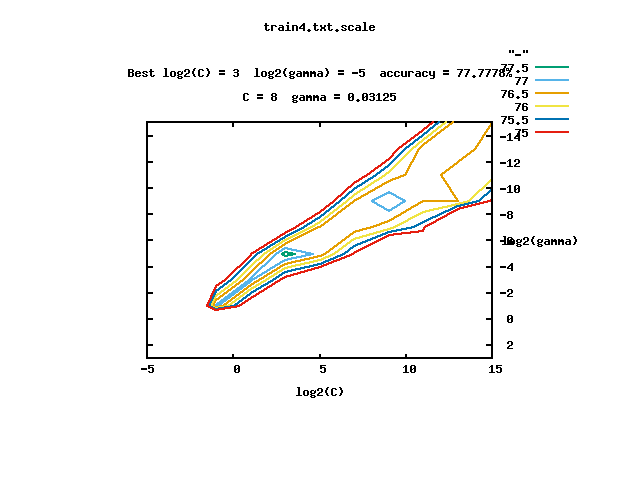 train4.txt.scale
"-"
Best log2(C) = 3  log2(gamma) = -5  accuracy = 77.7778%
77.5
77
C = 8  gamma = 0.03125
76.5
76
75.5
75
-14
-12
-10
-8
-6
log2(gamma)
-4
-2
0
2
-5 0 5 10 15
log2(C)